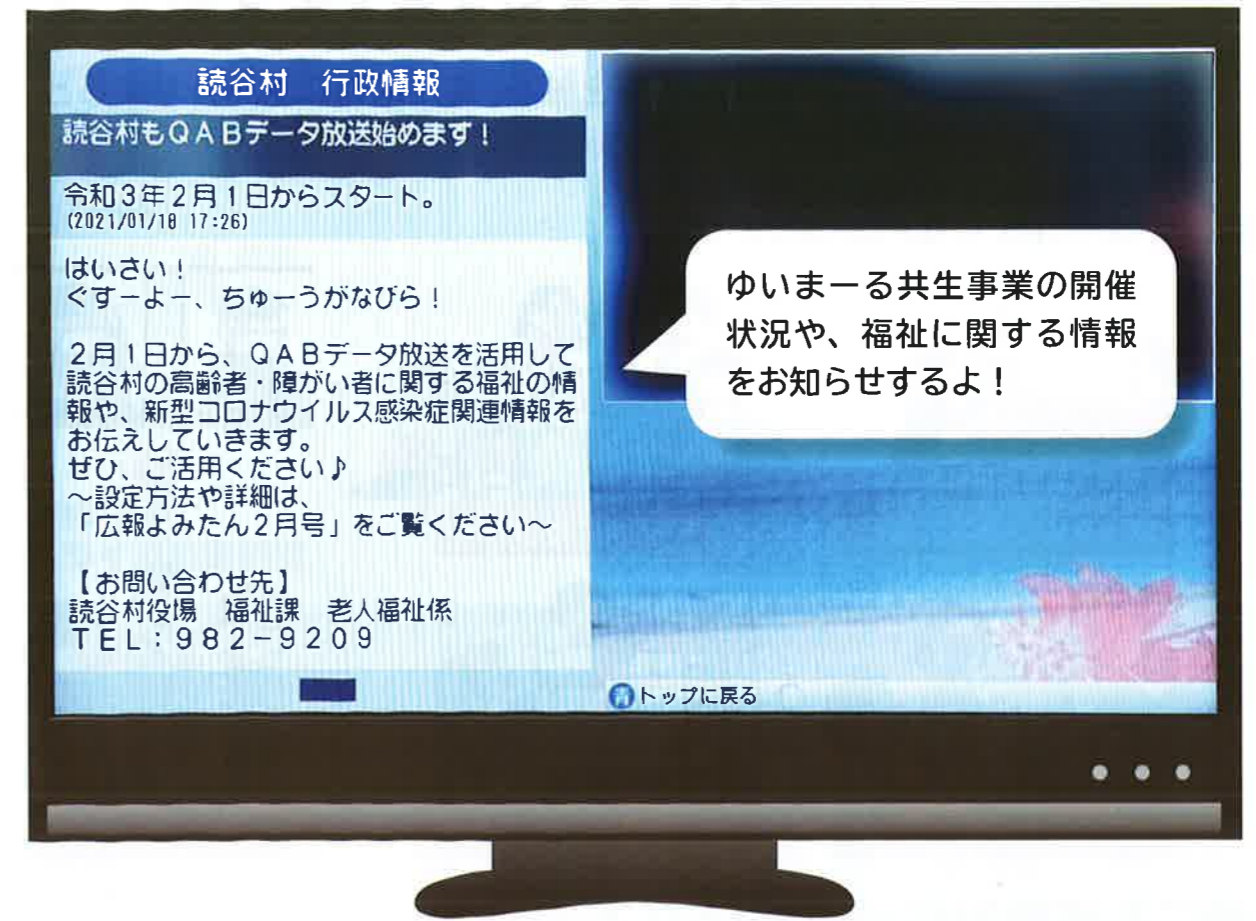 読谷村　行政情報
読谷村もQABデータ放送始めます！
令和3年2月1日からスタート。
(2021/01/18 17:26)
はいさい！
ぐすーよー、ちゅーうがなびら！
2月1日から、QABデータ放送を活用して
読谷村の高齢者・障がい者に関する福祉の情
報や、新型コロナウイルス感染症関連情報を
お伝えしていきます。
ぜひ、ご活用ください♪
～設定方法や詳細は、
「広報よみたん2月号」をご覧ください～
【お問い合わせ先】
読谷村役場　福祉課　老人福祉係
TEL：982－9209
ゆいまーる共生事業の開催
状況や、福祉に関する情報
をお知らせするよ！
青トップに戻る